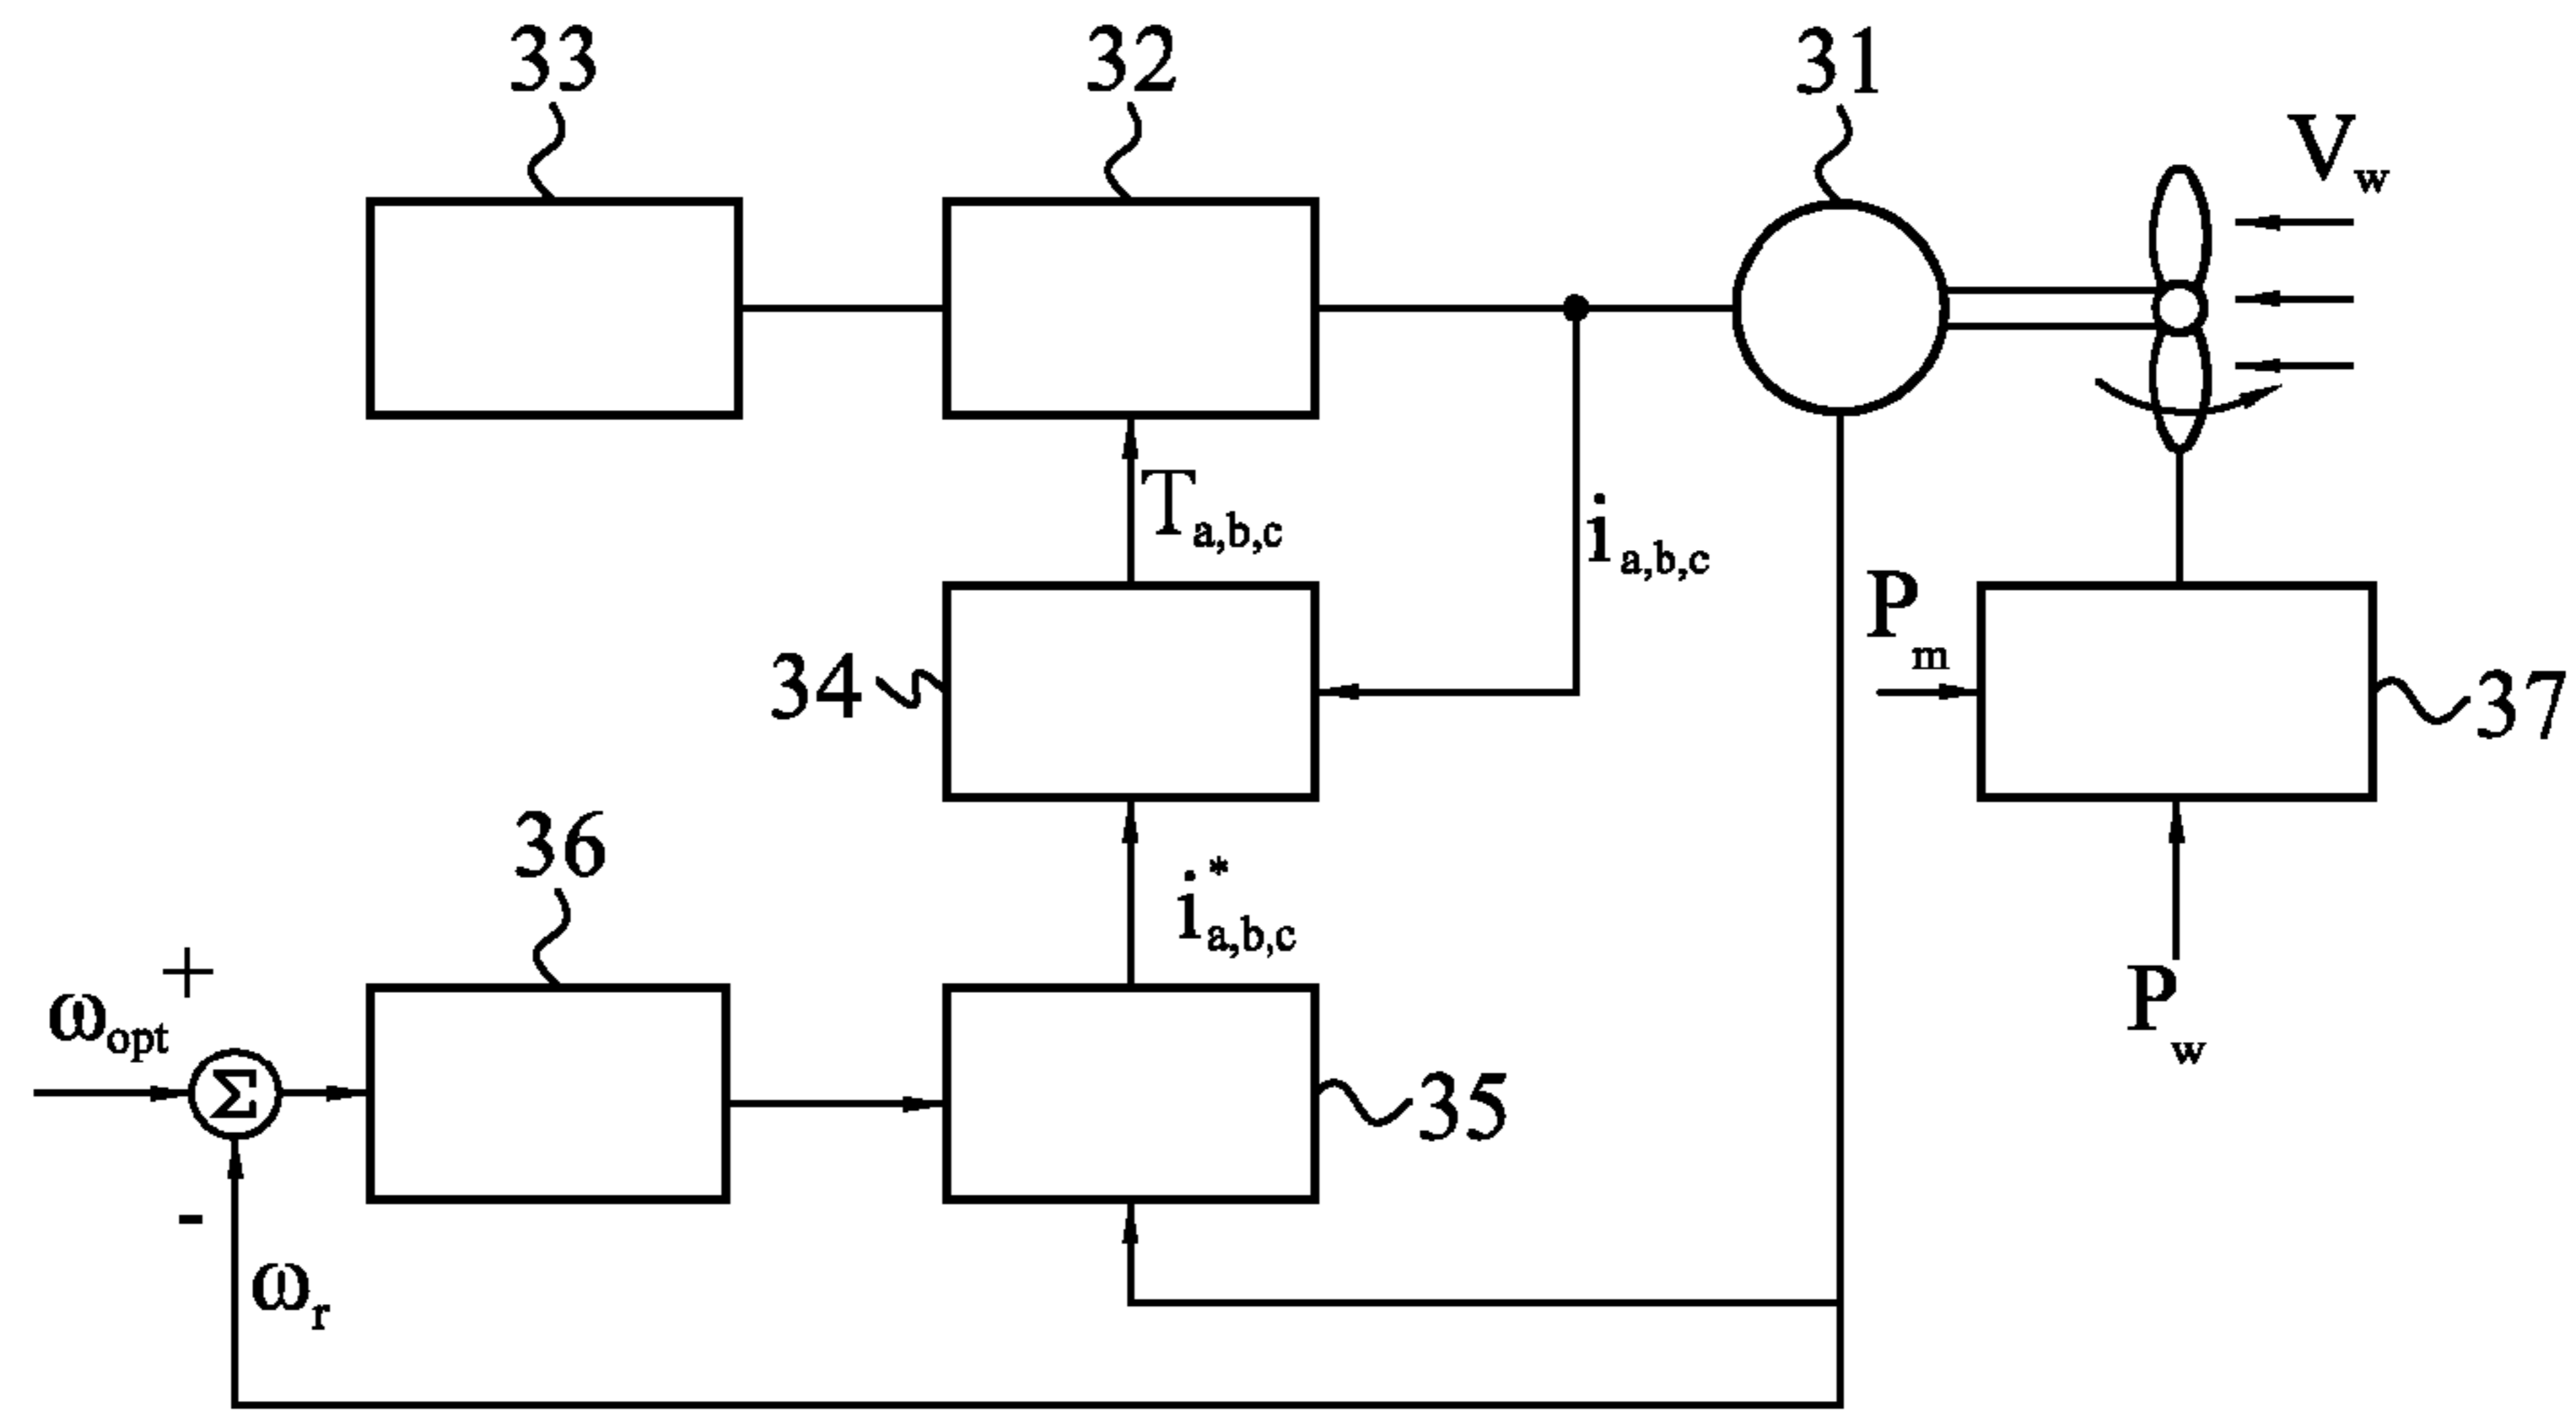 33
32
31
V_w
T_a,b,c
i_a,b,c
P_m
34
37
36
i*_a,b,c
+
ω_opt
P_w
Σ
35
-
ω_r